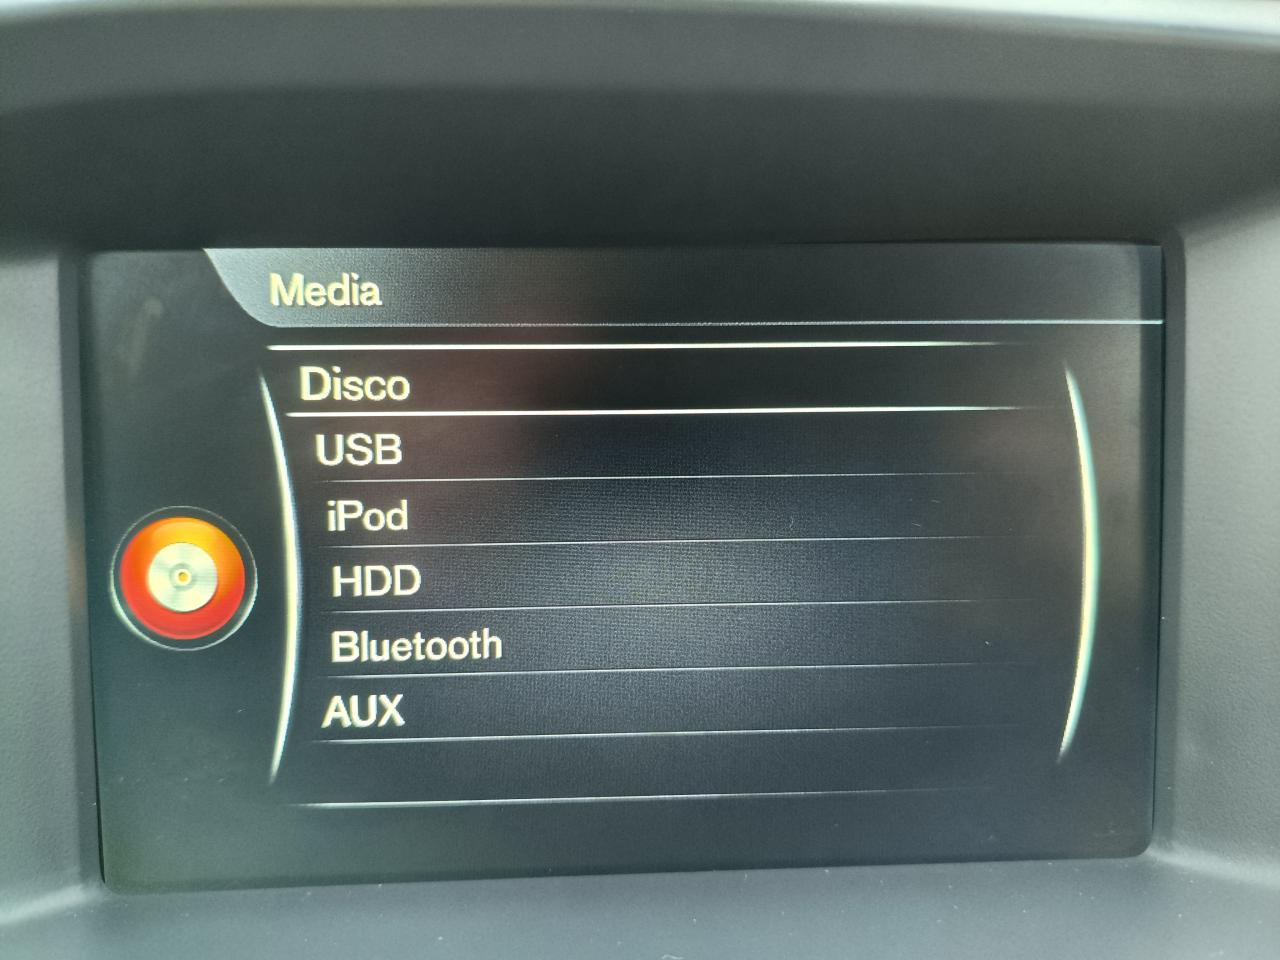 Media
Disco
USB
iPod
HDD
Bluetooth
AUX